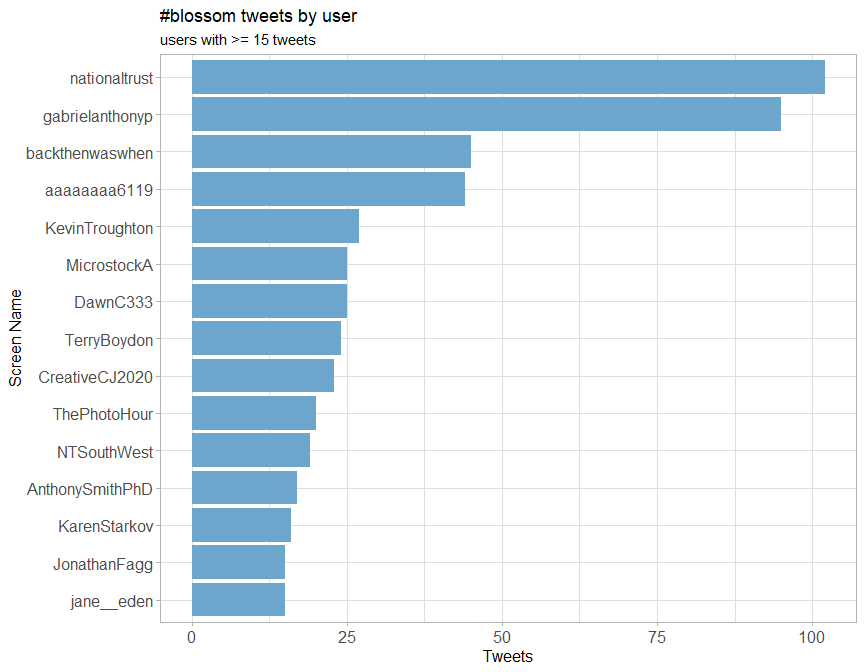 #blossom tweets by user
users with >= 15 tweets
nationaltrust
gabrielanthonyp
backthenwaswhen
aaaaaaaa6119
KevinTroughton
MicrostockA
DawnC333
TerryBoydon
CreativeCJ2020
ThePhotoHour
NTSouthWest
AnthonySmithPhD
KarenStarkov
JonathanFagg
jane__eden
Screen Name
0 25 50 75 100
Tweets